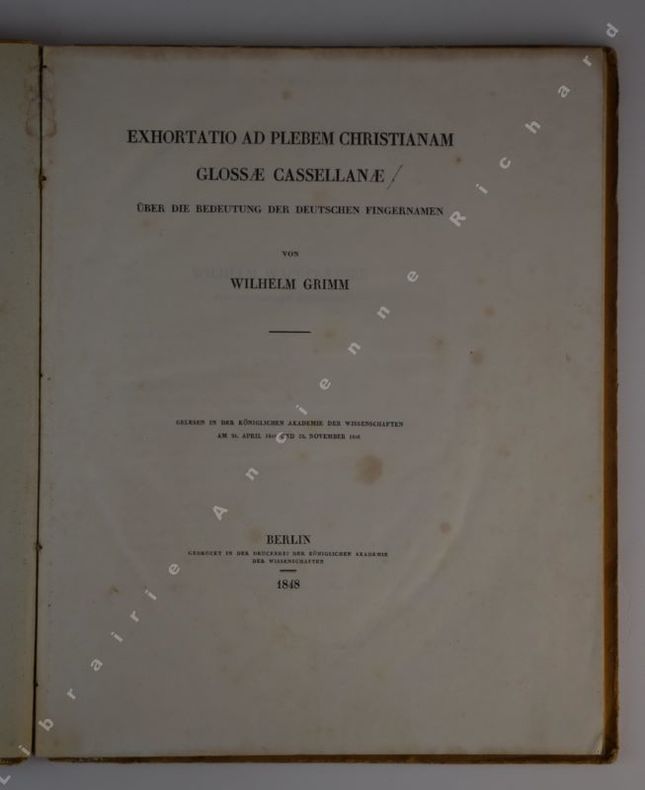 EXHORTATIO AD PLEBEM CHRISTIANAM
GLOSSÆ CASSELLANÆ
ÜBER DIE BEDEUTUNG DER DEUTSCHEN FINGERNAMEN
VON
WILHELM GRIMM
GELESEN IN DER KÖNIGLICHEN AKADEMIE DER WISSENSCHAFTEN
AM APRIL UND NOVEMBER
BERLIN
GEDRUCKT IN DER DRUCKEREI DER KÖNIGLICHEN AKADEMIE
DER WISSENSCHAFTEN
1848
Librairie Ancienne Richard